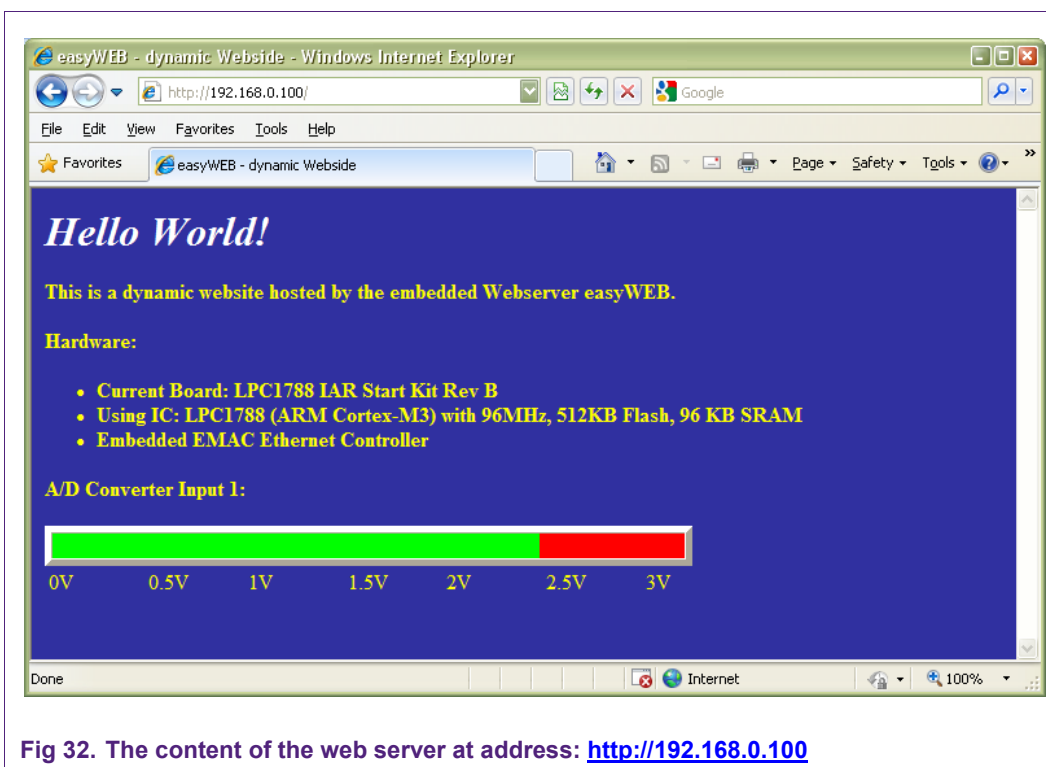 easyWEB - dynamic Webside - Windows Internet Explorer
http://192.168.0.100/
Google
File Edit View Favorites Tools Help
Favorites easyWEB - dynamic Webside Page Safety Tools »
Hello World!
This is a dynamic website hosted by the embedded Webserver easyWEB.
Hardware:
• Current Board: LPC1788 IAR Start Kit Rev B
• Using IC: LPC1788 (ARM Cortex-M3) with 96MHz, 512KB Flash, 96 KB SRAM
• Embedded EMAC Ethernet Controller
A/D Converter Input 1:
0V 0.5V 1V 1.5V 2V 2.5V 3V
Done Internet 100%
Fig 32. The content of the web server at address: http://192.168.0.100